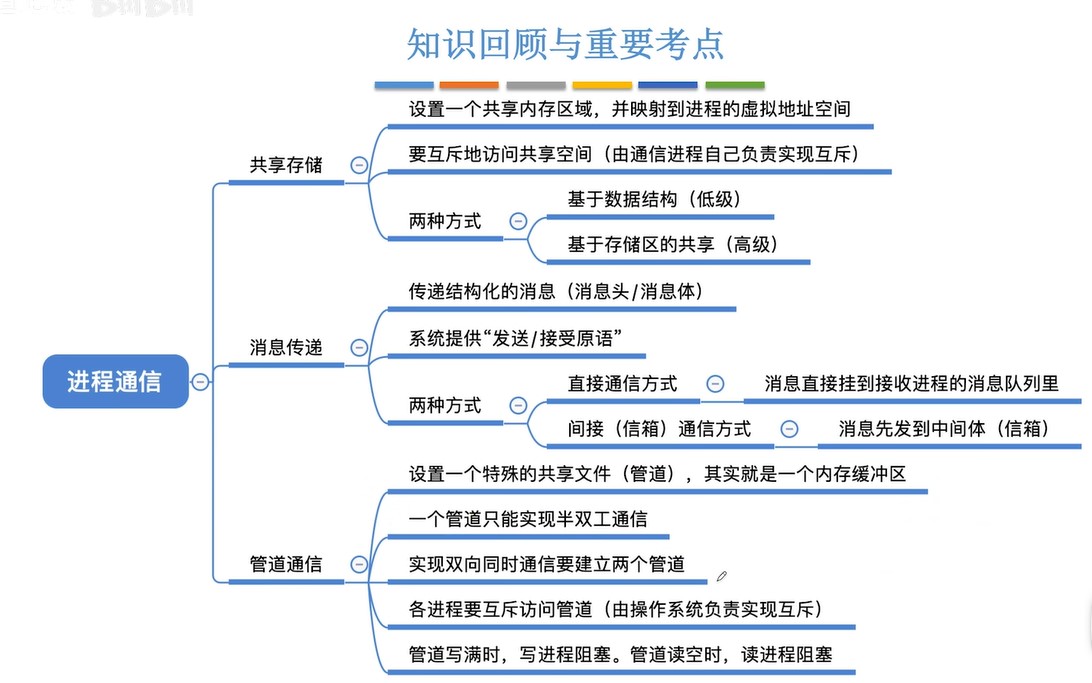 知识回顾与重要考点
设置一个共享内存区域，并映射到进程的虚拟地址空间
共享存储
要互斥地访问共享空间（由通信进程自己负责实现互斥）
基于数据结构（低级）
两种方式
基于存储区的共享（高级）
传递结构化的消息（消息头/消息体）
消息传递
系统提供“发送/接受原语”
进程通信
直接通信方式
消息直接挂到接收进程的消息队列里
两种方式
间接（信箱）通信方式
消息先发到中间体（信箱）
设置一个特殊的共享文件（管道），其实就是一个内存缓冲区
一个管道只能实现半双工通信
管道通信
实现双向同时通信要建立两个管道
各进程要互斥访问管道（由操作系统负责实现互斥）
管道写满时，写进程阻塞。管道读空时，读进程阻塞